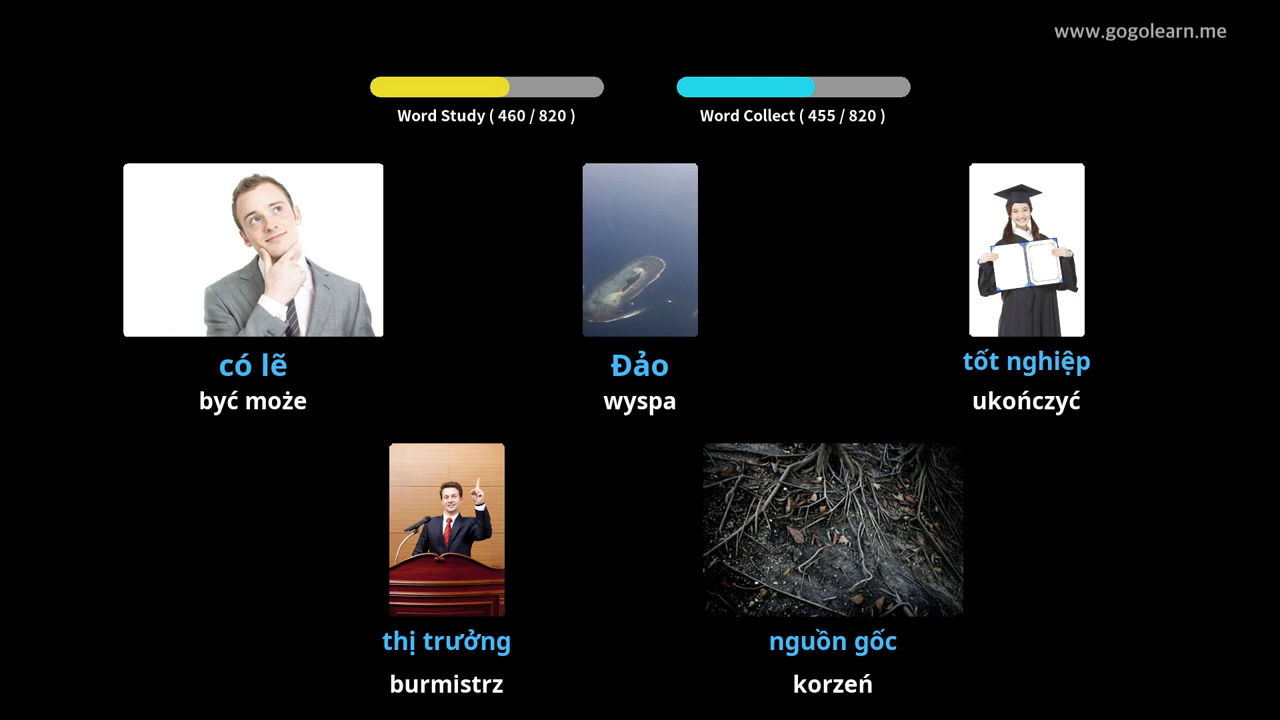 www.gogolearn.me
Word Study ( 460 / 820 )
Word Collect ( 455 / 820 )
có lẽ
być może
Đảo
wyspa
tốt nghiệp
ukończyć
thị trưởng
burmistrz
nguồn gốc
korzeń